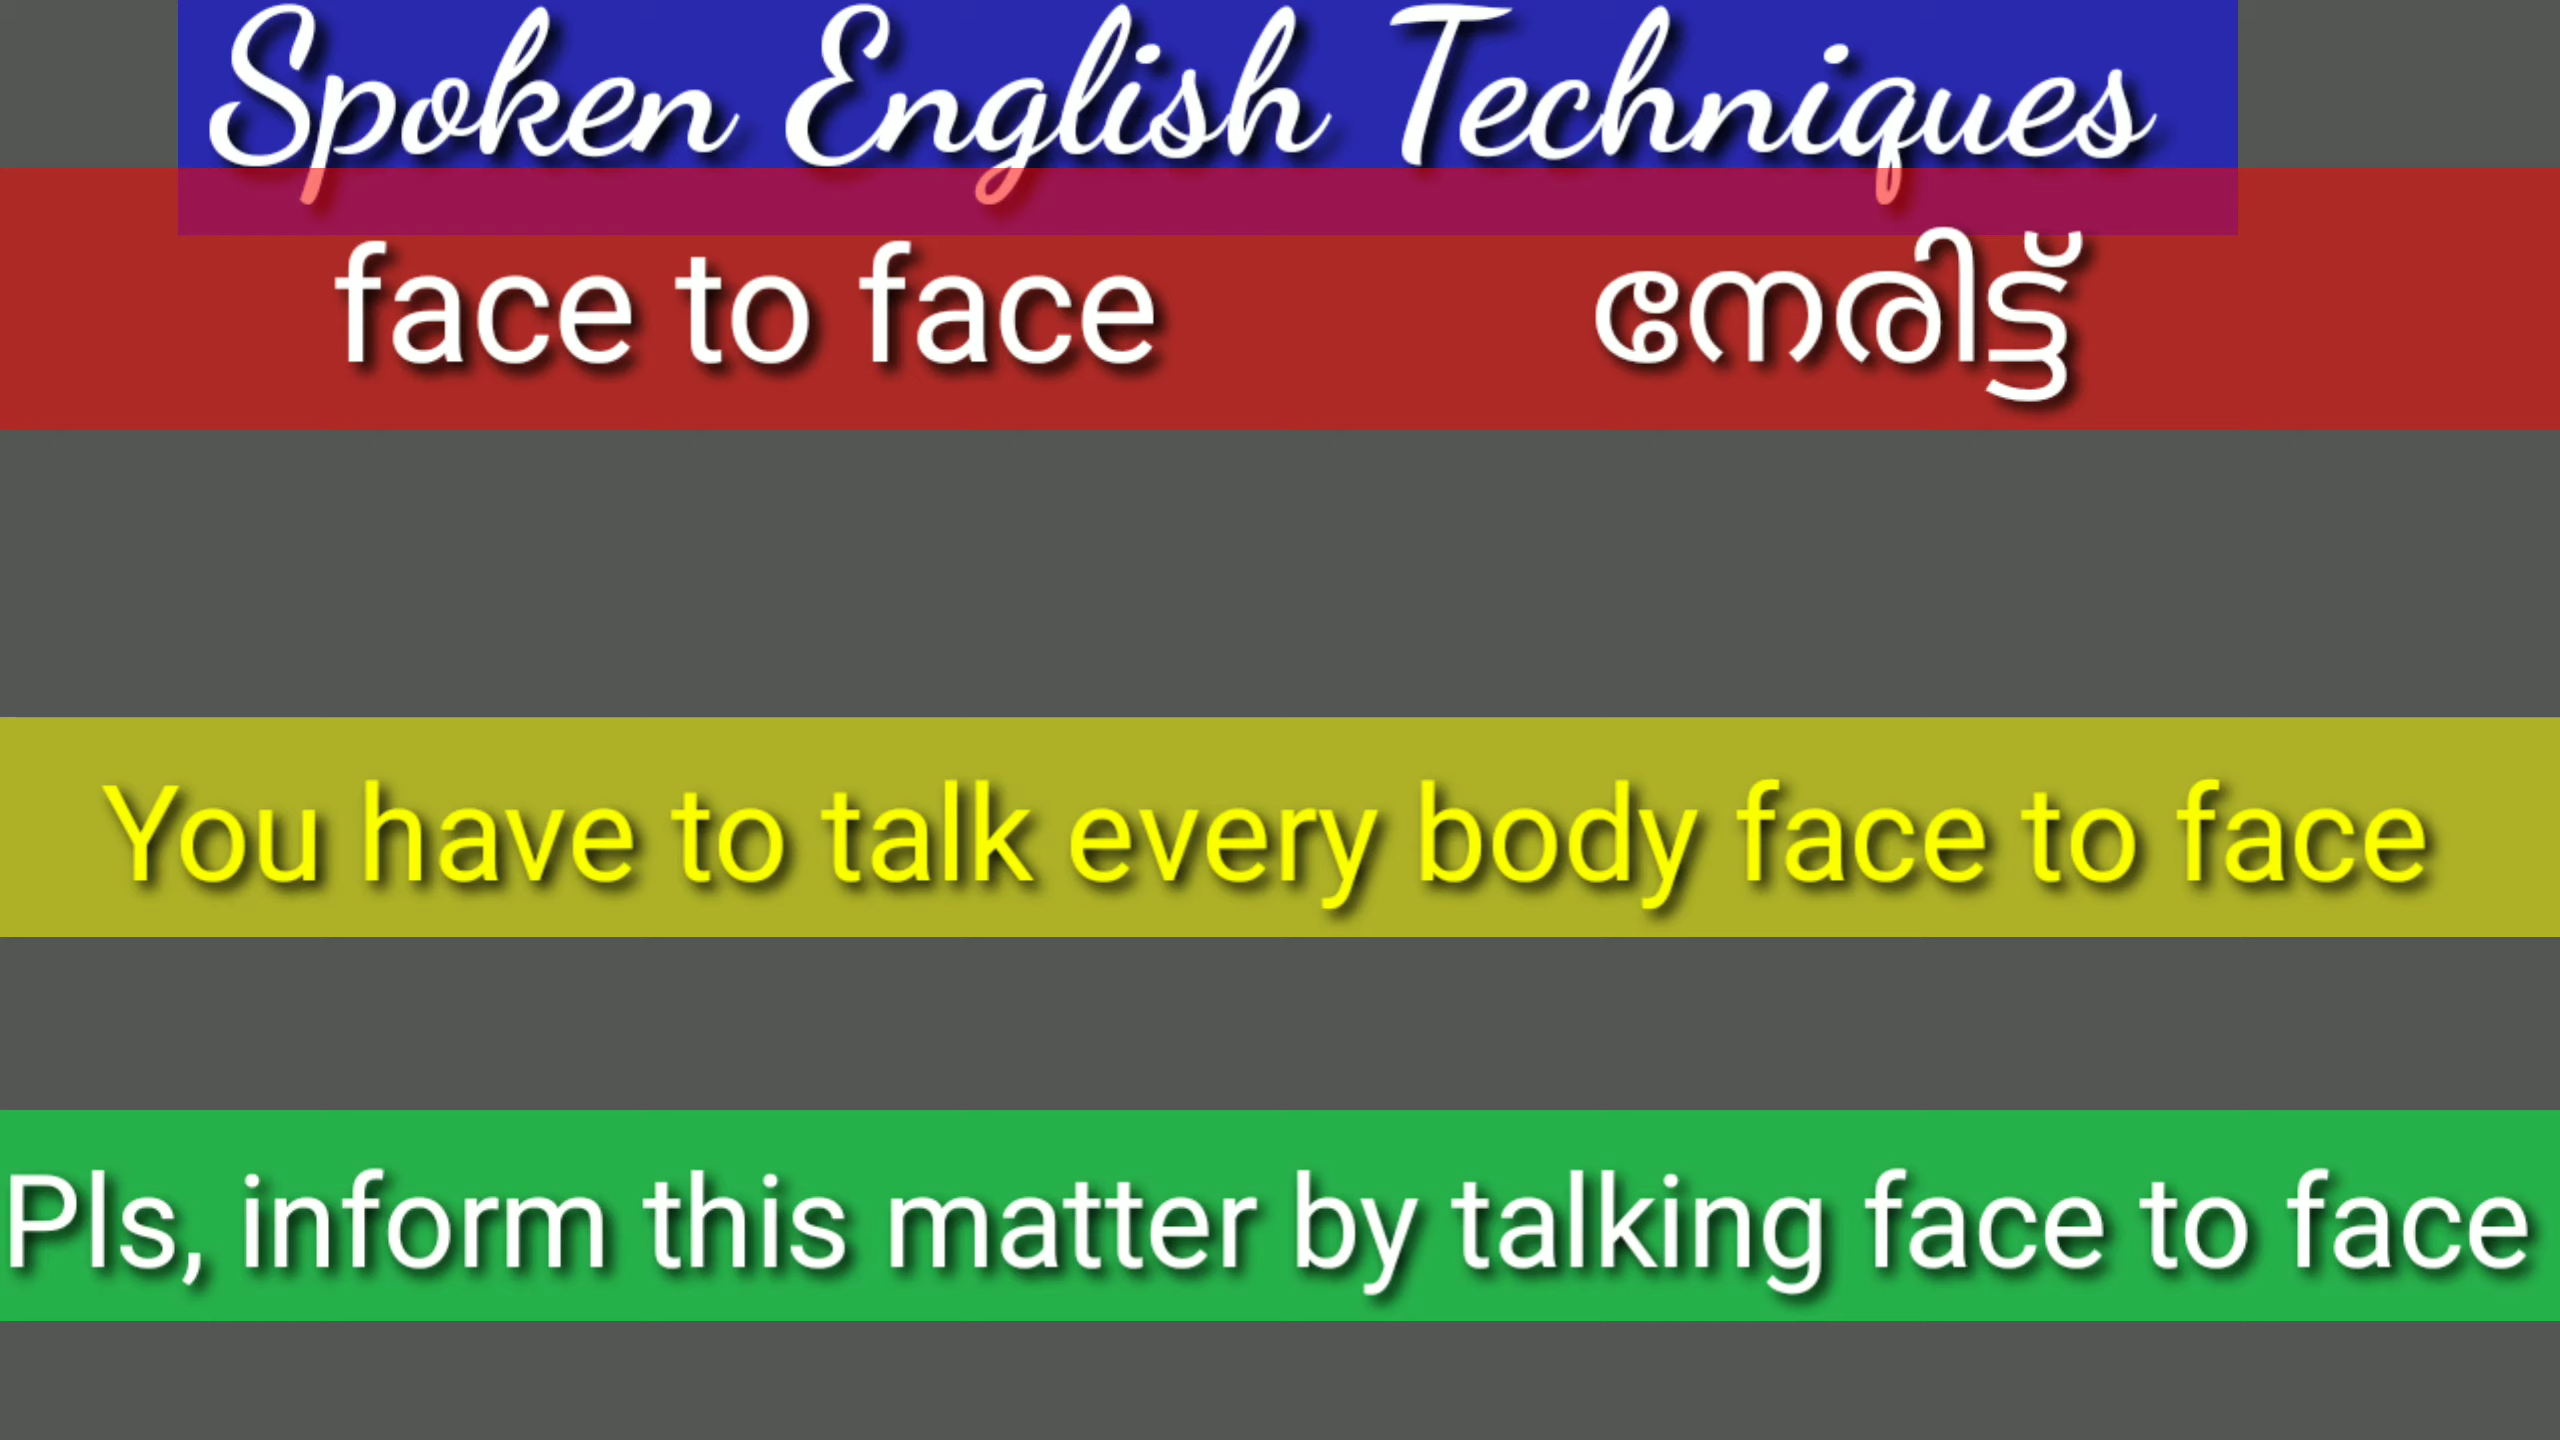 Spoken English Techniques
face to face നേരിട്ട്
You have to talk every body face to face
Pls, inform this matter by talking face to face